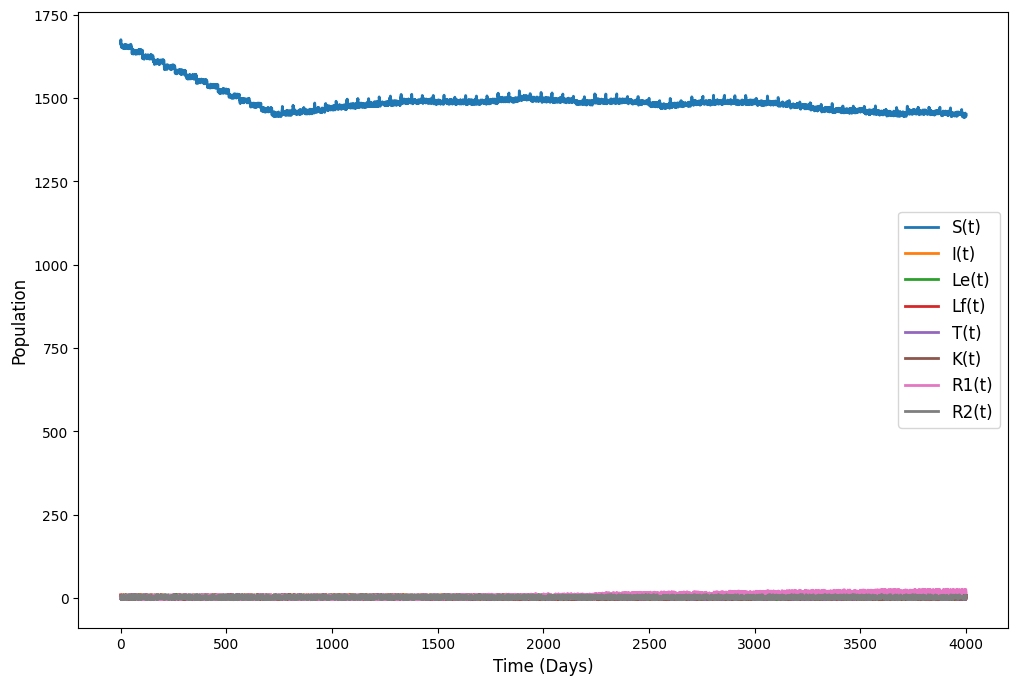 1750
1500
1250
1000
750
500
250
0
Population
S(t)
I(t)
Le(t)
Lf(t)
T(t)
K(t)
R1(t)
R2(t)
0 500 1000 1500 2000 2500 3000 3500 4000
Time (Days)